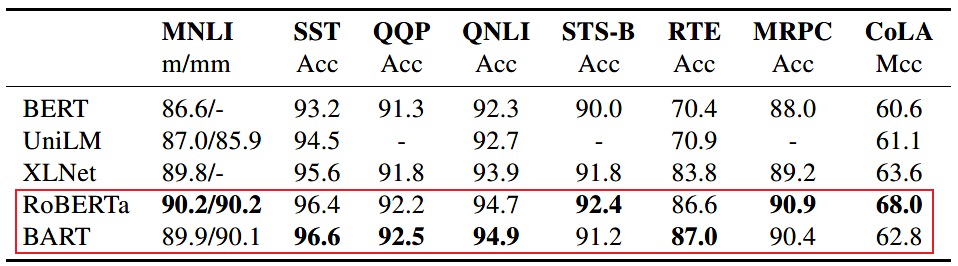 MNLI SST QQP QNLI STS-B RTE MRPC CoLA
m/mm Acc Acc Acc Acc Acc Acc Mcc
BERT 86.6/- 93.2 91.3 92.3 90.0 70.4 88.0 60.6
UniLM 87.0/85.9 94.5 - 92.7 - 70.9 - 61.1
XLNet 89.8/- 95.6 91.8 93.9 91.8 83.8 89.2 63.6
RoBERTa 90.2/90.2 96.4 92.2 94.7 92.4 86.6 90.9 68.0
BART 89.9/90.1 96.6 92.5 94.9 91.2 87.0 90.4 62.8